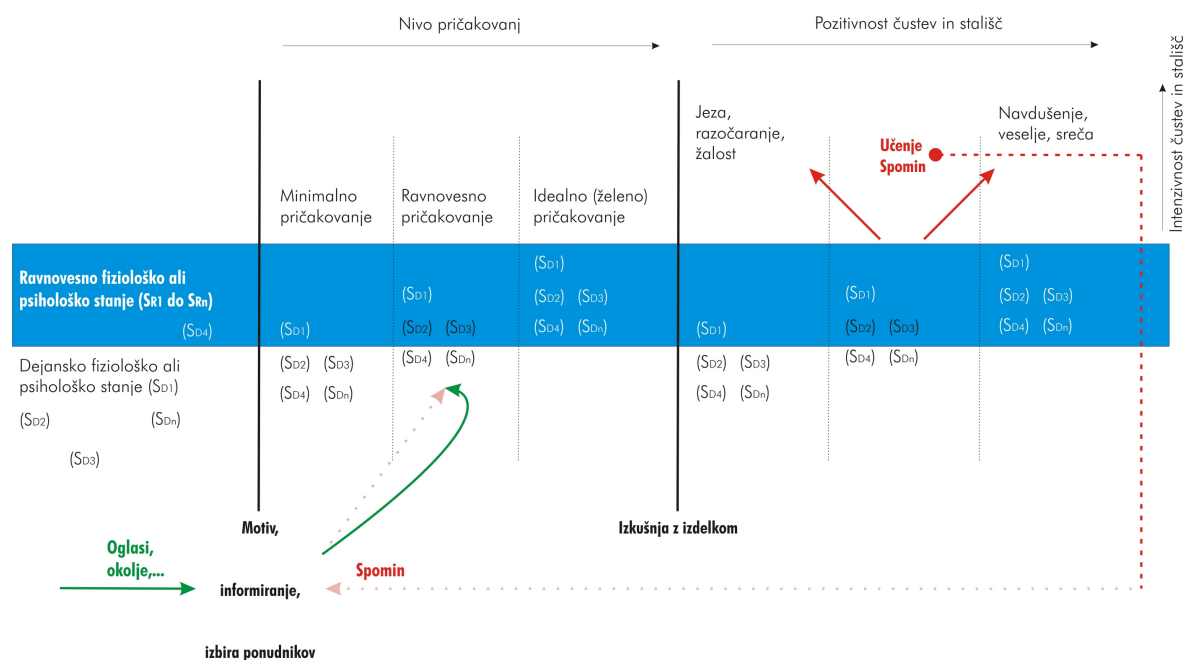 Nivo pričakovanj
Pozitivnost čustev in stališč
Intenzivnost čustev in stališč
Jeza,
razočaranje,
žalost
Učenje
Spomin
Navdušenje,
veselje, sreča
Minimalno
pričakovanje
Ravnovesno
pričakovanje
Idealno (želeno)
pričakovanje
Ravnovesno fiziološko ali
psihološko stanje (SR1 do SRn)
(SD4)
(SD1)
(SD1)
(SD2) (SD3)
(SD1)
(SD2) (SD3)
(SD4) (SDn)
(SD1)
(SD1)
(SD2) (SD3)
(SD1)
(SD2) (SD3)
(SD4) (SDn)
Dejansko fiziološko ali
psihološko stanje (SD1)
(SD2) (SDn)
(SD3)
(SD2) (SD3)
(SD4) (SDn)
(SD4) (SDn)
(SD2) (SD3)
(SD4) (SDn)
(SD4) (SDn)
Motiv,
informiranje,
izbira ponudnikov
Izkušnja z izdelkom
Oglasi,
okolje,...
Spomin